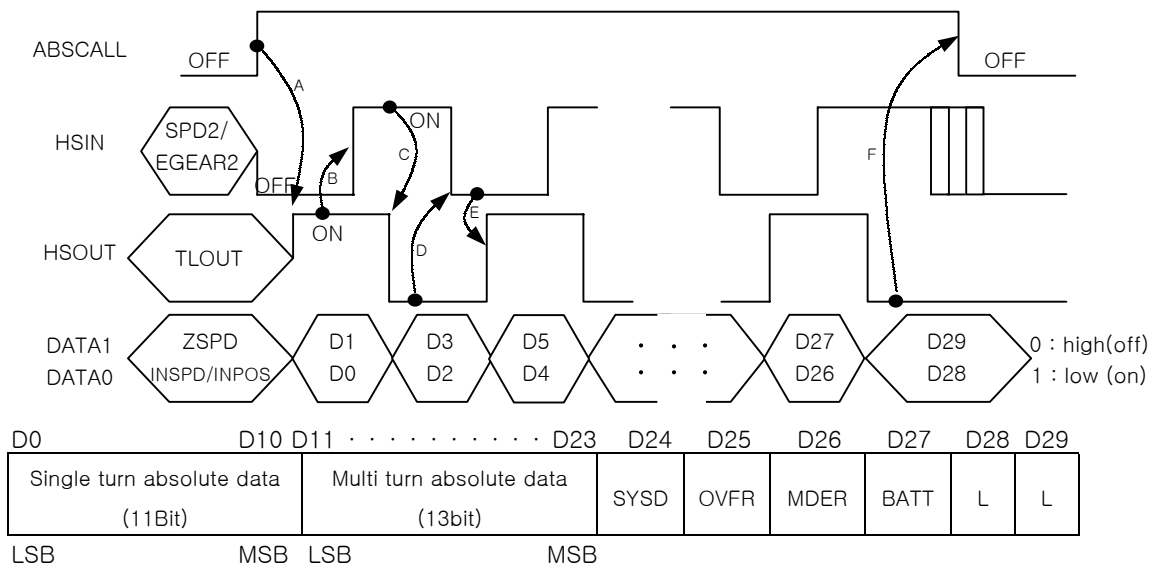 ABSCALL
OFF
OFF
A
HSIN
SPD2/
EGEAR2
OFF
B
ON
C
F
HSOUT
TLOUT
ON
D
E
DATA1
DATA0
ZSPD
INSPD/INPOS
D1
D0
D3
D2
D5
D4
· · ·
· · ·
D27
D26
D29
D28
0 : high(off)
1 : low (on)
D0 D10 D11 · · · · · · · · · · D23 D24 D25 D26 D27 D28 D29
Single turn absolute data
(11Bit)
Multi turn absolute data
(13bit)
SYSD
OVFR
MDER
BATT
L
L
LSB MSB LSB MSB